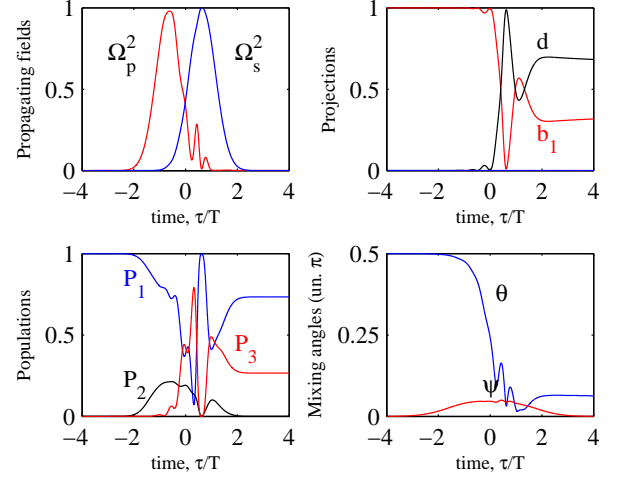 1
0.5
0
Propagating fields
Ωₚ²
Ωₛ²
−4 −2 0 2 4
time, τ/T
1
0.5
0
Projections
d
b₁
−4 −2 0 2 4
time, τ/T
1
0.5
0
Populations
P₁
P₂
P₃
−4 −2 0 2 4
time, τ/T
0.5
0.25
0
Mixing angles (un. π)
θ
ψ
−4 −2 0 2 4
time, τ/T